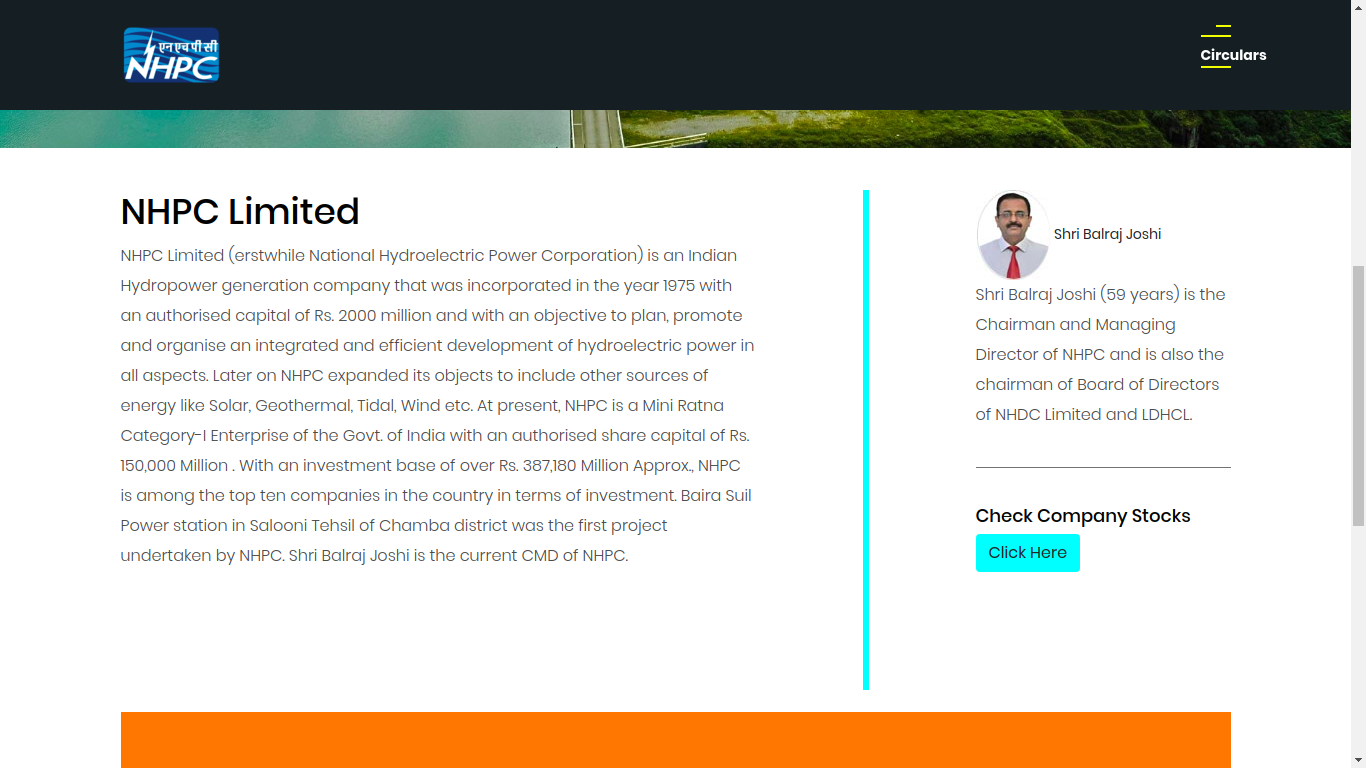 एनएचपीसी
NHPC
Circulars
NHPC Limited
NHPC Limited (erstwhile National Hydroelectric Power Corporation) is an Indian
Hydropower generation company that was incorporated in the year 1975 with
an authorised capital of Rs. 2000 million and with an objective to plan, promote
and organise an integrated and efficient development of hydroelectric power in
all aspects. Later on NHPC expanded its objects to include other sources of
energy like Solar, Geothermal, Tidal, Wind etc. At present, NHPC is a Mini Ratna
Category-I Enterprise of the Govt. of India with an authorised share capital of Rs.
150,000 Million . With an investment base of over Rs. 387,180 Million Approx., NHPC
is among the top ten companies in the country in terms of investment. Baira Suil
Power station in Salooni Tehsil of Chamba district was the first project
undertaken by NHPC. Shri Balraj Joshi is the current CMD of NHPC.
Shri Balraj Joshi
Shri Balraj Joshi (59 years) is the
Chairman and Managing
Director of NHPC and is also the
chairman of Board of Directors
of NHDC Limited and LDHCL.
Check Company Stocks
Click Here